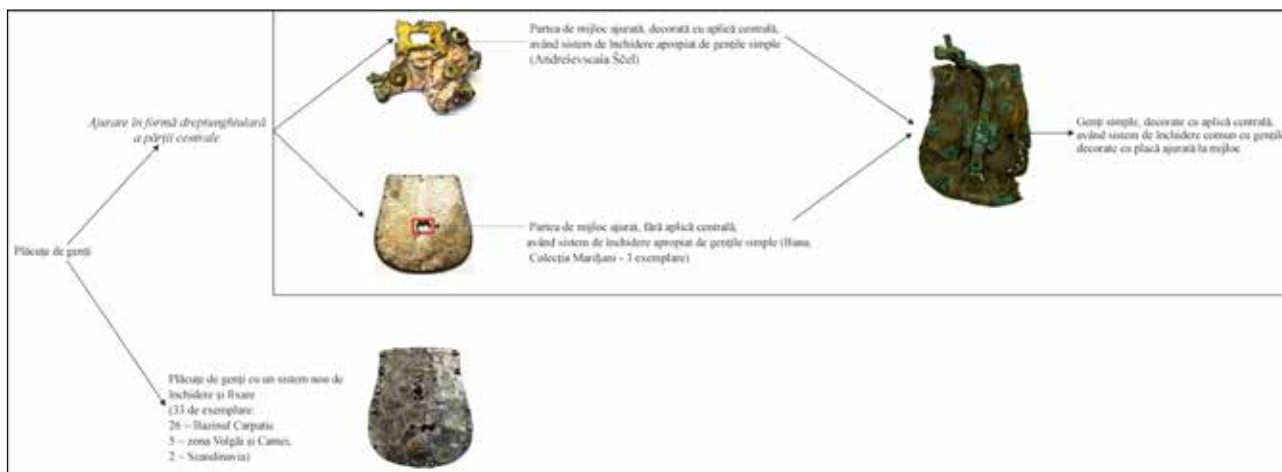 Partea de mijloc ajurată, decorată cu aplică centrală,
având sistem de închidere apropiat de gențile simple
(Andreievscaia Ščel)
Ajurare în formă dreptunghiulară
a părții centrale
Genți simple, decorate cu aplică centrală,
având sistem de închidere comun cu gențile
decorate cu placă ajurată la mijloc
Partea de mijloc ajurat, fără aplică centrală,
având sistem de închidere apropiat de gențile simple (Bana,
Colecția Mardjani - 3 exemplare)
Plăcuțe de genți
Plăcuțe de genți cu un sistem nou de
închidere și fixare
(33 de exemplare:
26 – Bazinul Carpatic
5 – zona Volgăi și Camei,
2 – Scandinavia)